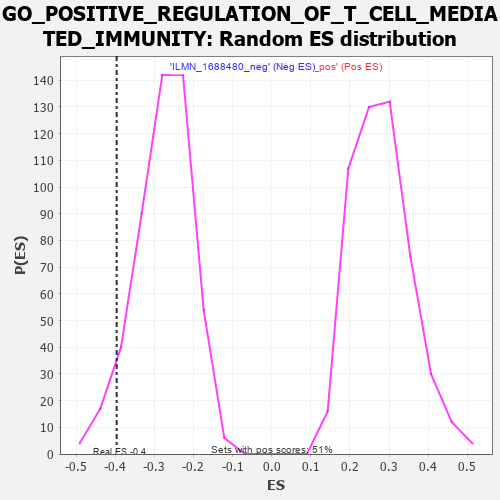 GO_POSITIVE_REGULATION_OF_T_CELL_MEDIA
TED_IMMUNITY: Random ES distribution
'ILMN_1688480_neg' (Neg ES)_pos' (Pos ES)
140
130
120
110
100
90
80
70
60
50
40
30
20
10
0
P(ES)
Real ES -0.4
Sets with pos scores: 51%
-0.5 -0.4 -0.3 -0.2 -0.1 0.0 0.1 0.2 0.3 0.4 0.5
ES